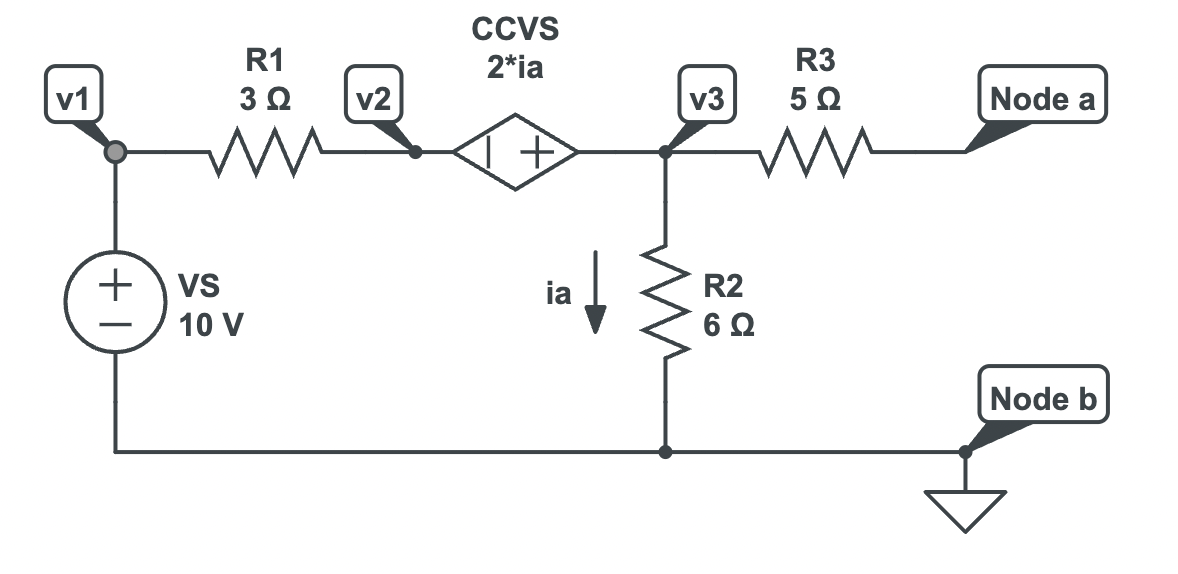 CCVS
2*ia
R1
3 Ω
R3
5 Ω
v1
v2
v3
Node a
VS
10 V
ia
R2
6 Ω
Node b